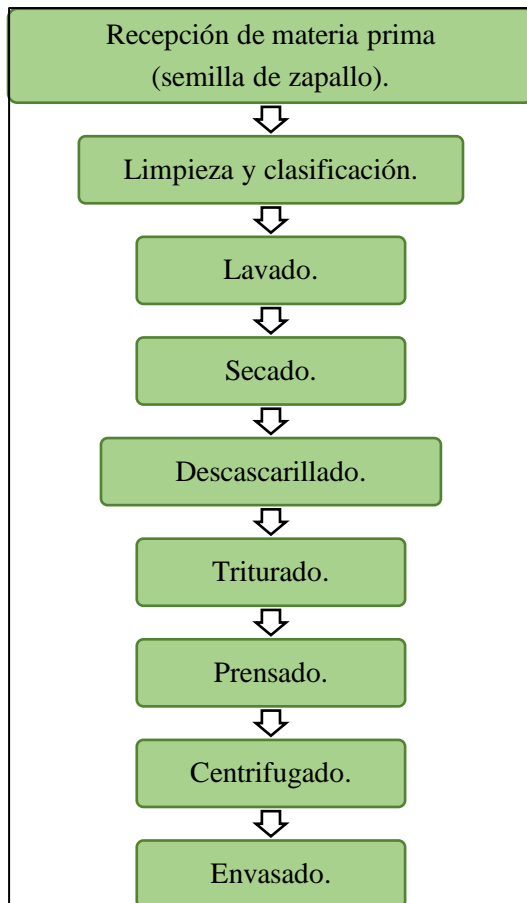 Recepción de materia prima
(semilla de zapallo).
Limpieza y clasificación.
Lavado.
Secado.
Descascarillado.
Triturado.
Prensado.
Centrifugado.
Envasado.